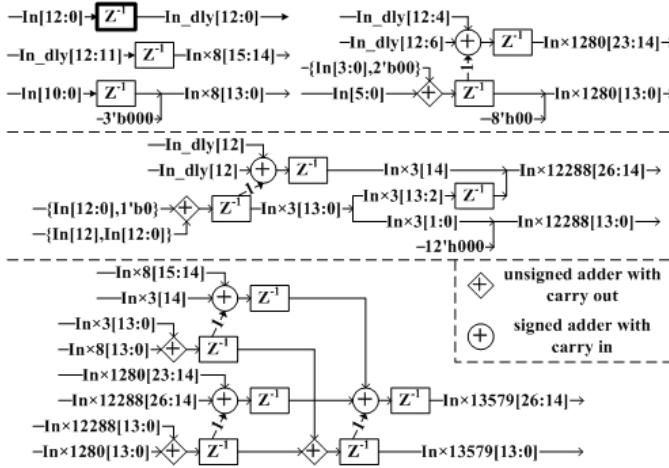 In[12:0] Z⁻¹ In_dly[12:0]
In_dly[12:11] Z⁻¹ In×8[15:14]
In[10:0] Z⁻¹ In×8[13:0]
3'b000
In_dly[12:4]
In_dly[12:6] + Z⁻¹ In×1280[23:14]
1
{In[3:0],2'b00}
In[5:0] + Z⁻¹ In×1280[13:0]
8'h00
In_dly[12]
In_dly[12] + Z⁻¹ In×3[14] In×12288[26:14]
1
{In[12:0],1'b0} + Z⁻¹ In×3[13:0] In×3[13:2] Z⁻¹
{In[12],In[12:0]} In×3[1:0] In×12288[13:0]
12'h000
In×8[15:14]
In×3[14] + Z⁻¹
1
In×3[13:0]
In×8[13:0] + Z⁻¹
In×1280[23:14]
In×12288[26:14] + Z⁻¹ + Z⁻¹ In×13579[26:14]
1 1
In×12288[13:0]
In×1280[13:0] + Z⁻¹ + Z⁻¹ In×13579[13:0]
+ unsigned adder with
carry out
+ signed adder with
carry in